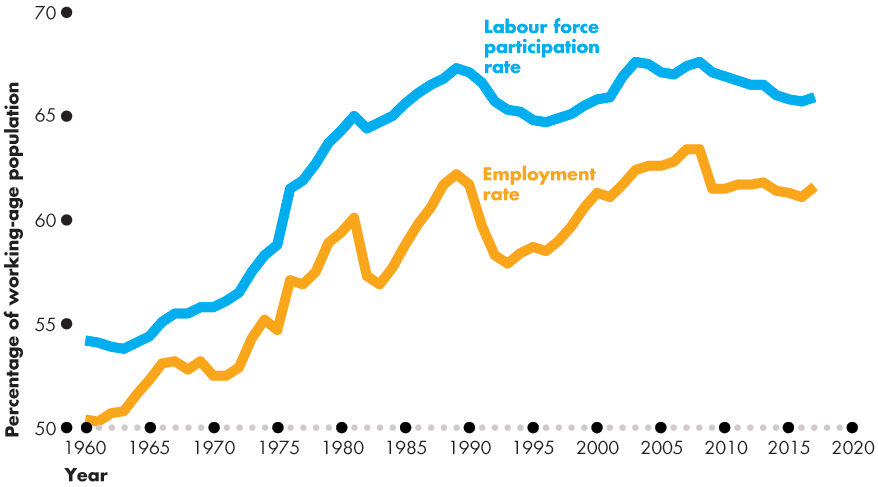 70
Labour force
participation
rate
65
Employment
rate
60
55
50
Percentage of working-age population
1960 1965 1970 1975 1980 1985 1990 1995 2000 2005 2010 2015 2020
Year